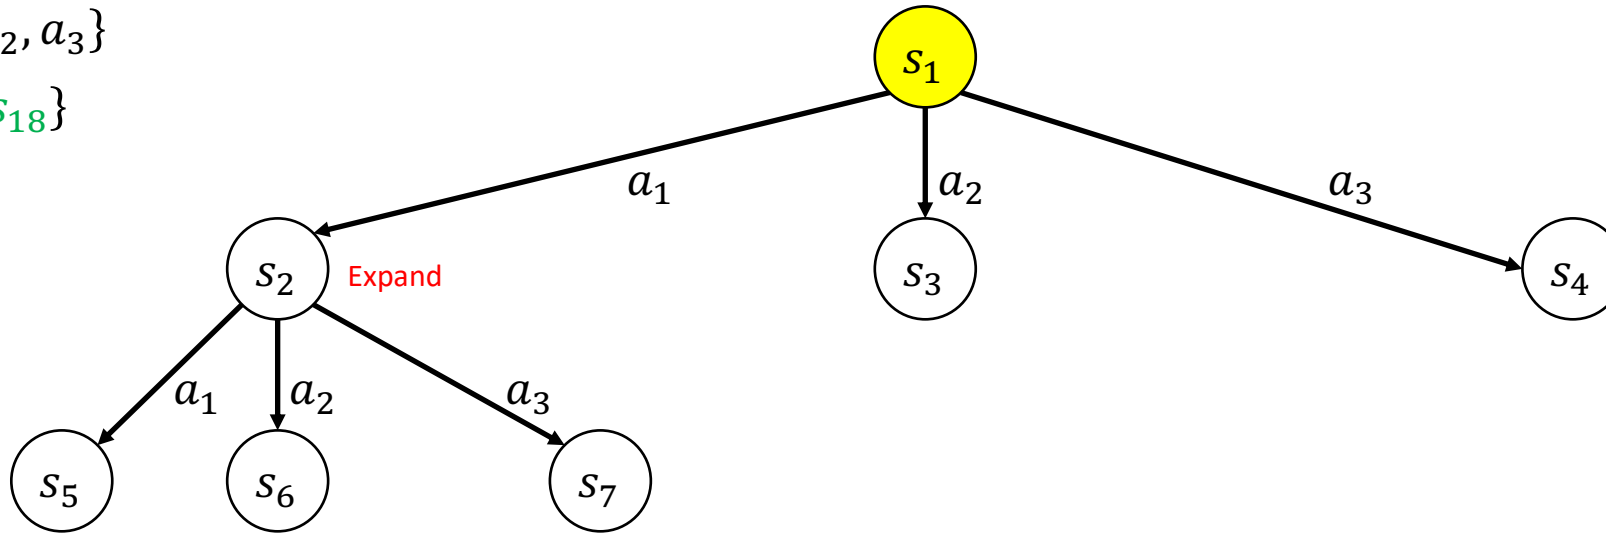 ₂, a₃}
s₁
s₁₈}
a₁ a₂ a₃
s₂ Expand s₃ s₄
a₁ a₂ a₃
s₅ s₆ s₇